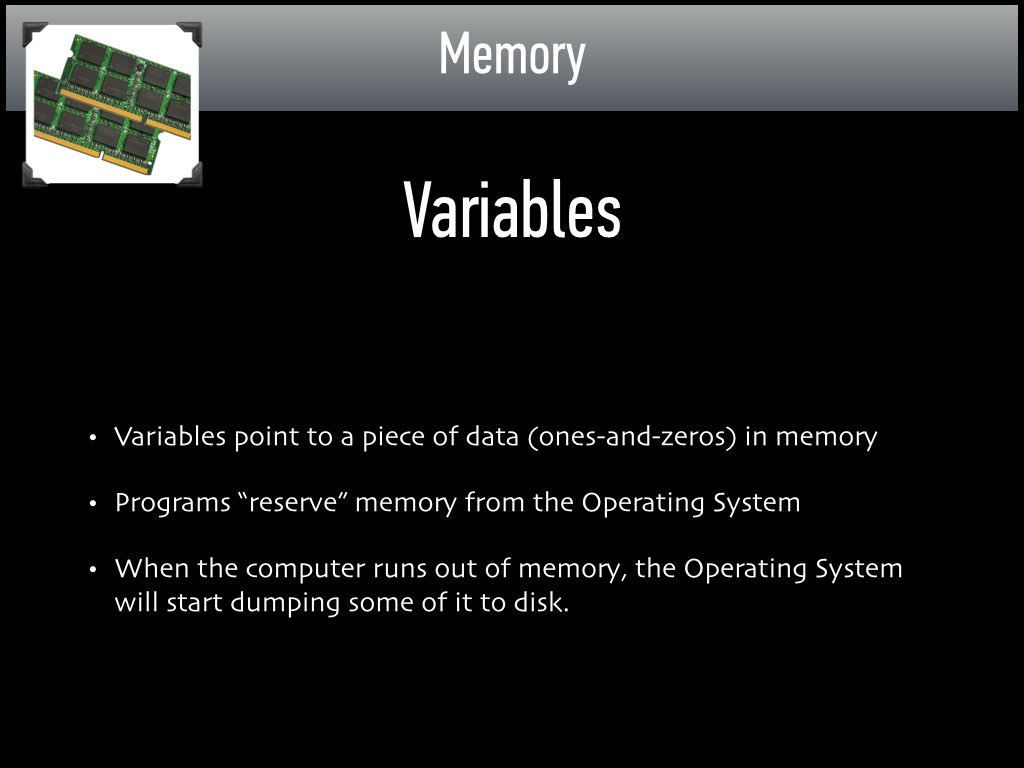 Memory
Variables
• Variables point to a piece of data (ones-and-zeros) in memory
• Programs “reserve” memory from the Operating System
• When the computer runs out of memory, the Operating System
will start dumping some of it to disk.